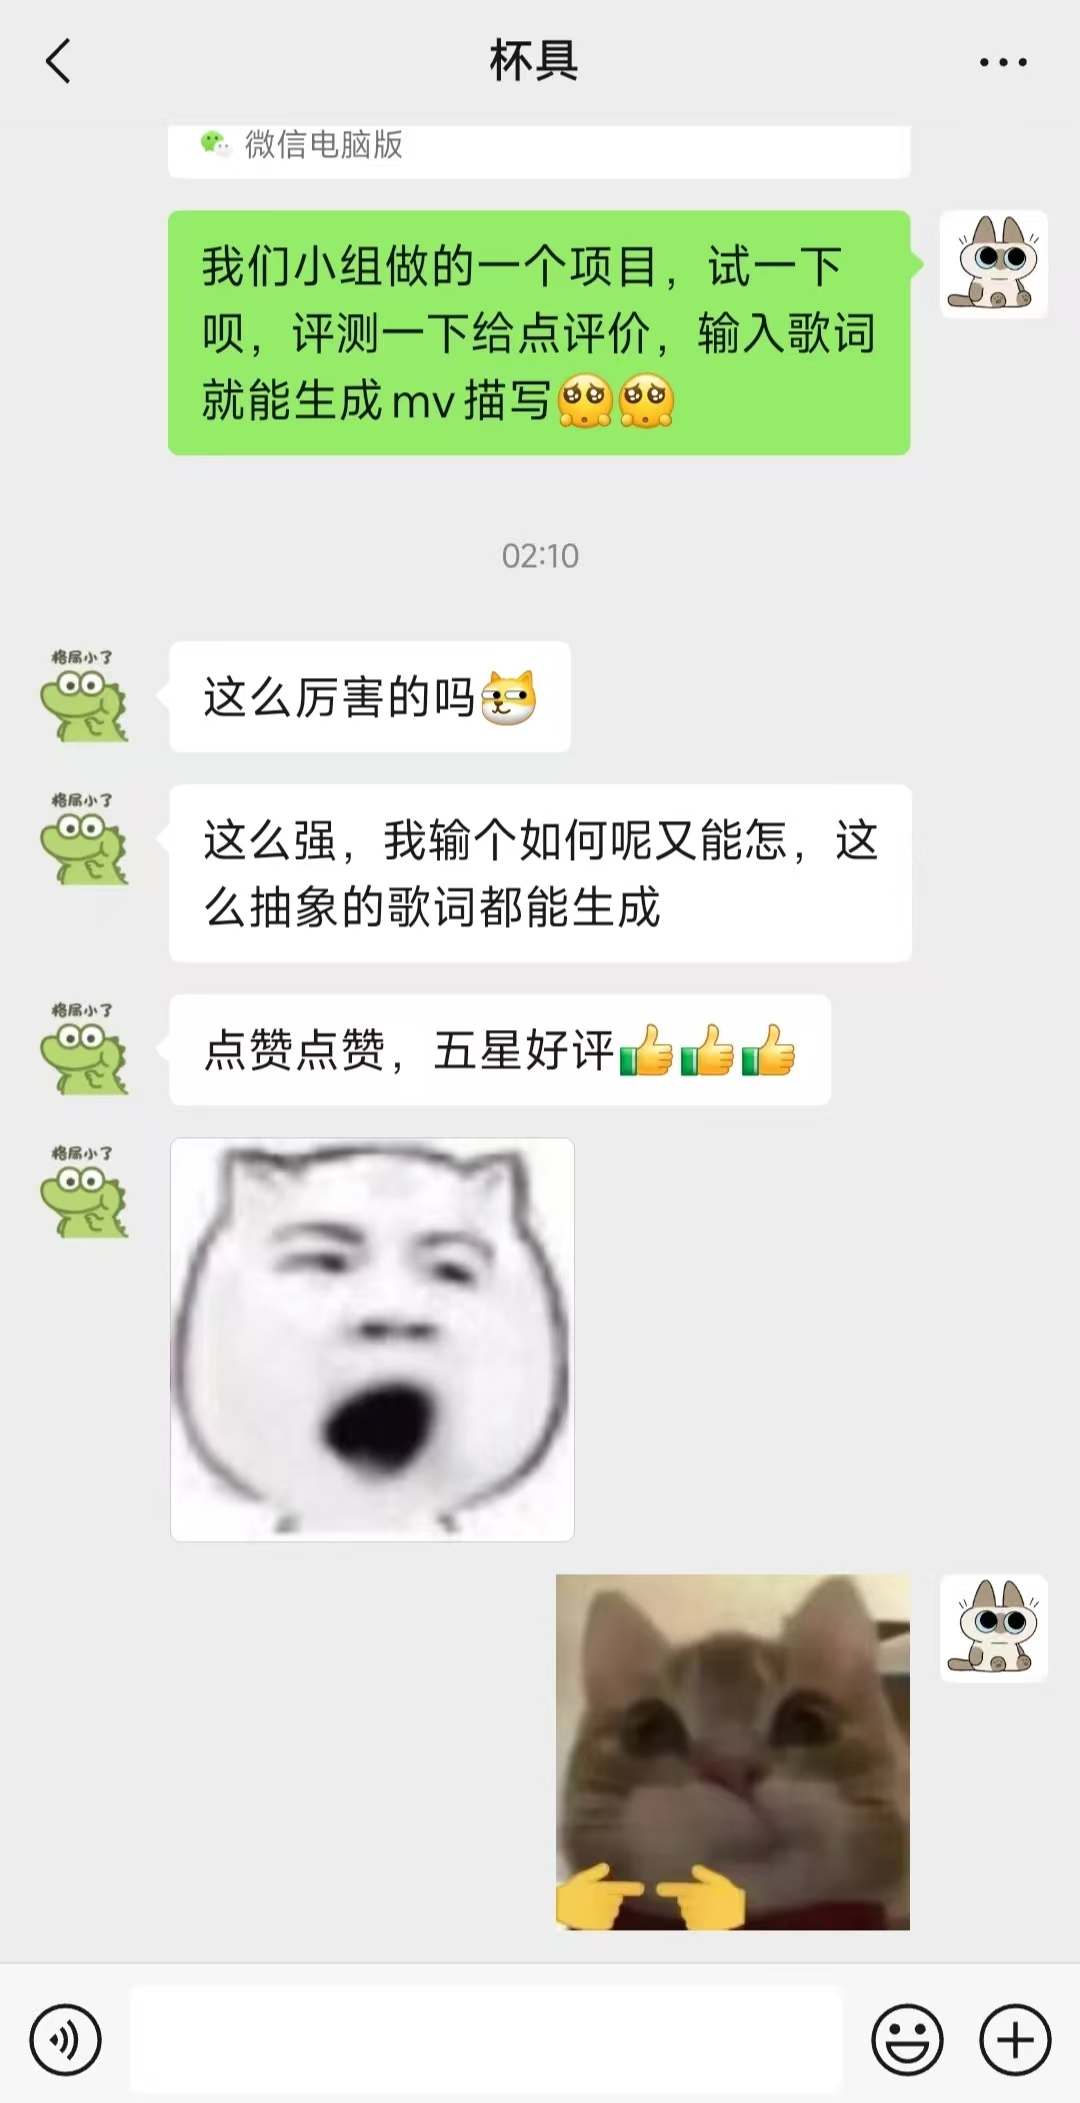 杯具
微信电脑版
我们小组做的一个项目，试一下
呗，评测一下给点评价，输入歌词
就能生成mv描写🥺🥺
02:10
格局小了
这么厉害的吗
格局小了
这么强，我输个如何呢又能怎，这
么抽象的歌词都能生成
格局小了
点赞点赞，五星好评👍👍👍
格局小了